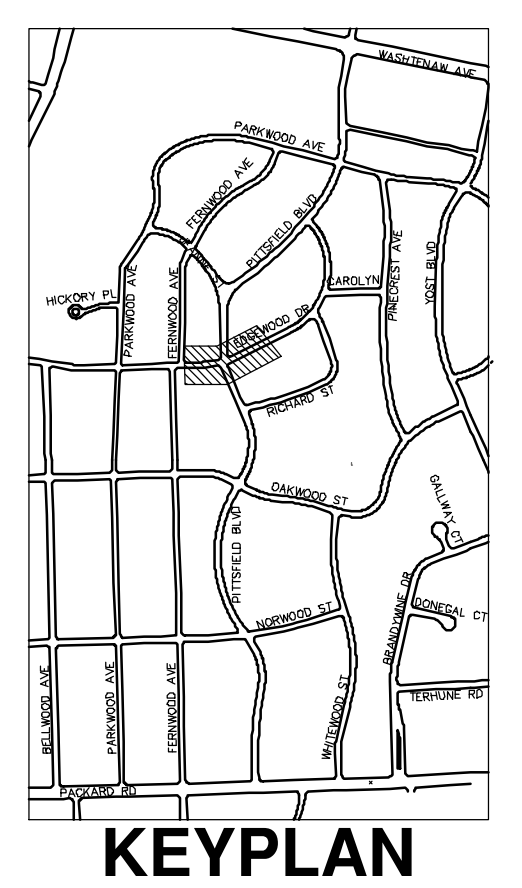 WASHTENAW AVE
PARKWOOD AVE
FERNWOOD AVE
PITTSFIELD BLVD
CAROLYN
PINECREST AVE
YOST BLVD
HICKORY PL
PARKWOOD AVE
FERNWOOD AVE
EDGEWOOD DR
RICHARD ST
OAKWOOD ST
GALLWAY CT
PITTSFIELD BLVD
BRANDYWINE DR
DONEGAL CT
NORWOOD ST
BELLWOOD AVE
PARKWOOD AVE
FERNWOOD AVE
WHITEWOOD ST
TERHUNE RD
PACKARD RD
KEYPLAN